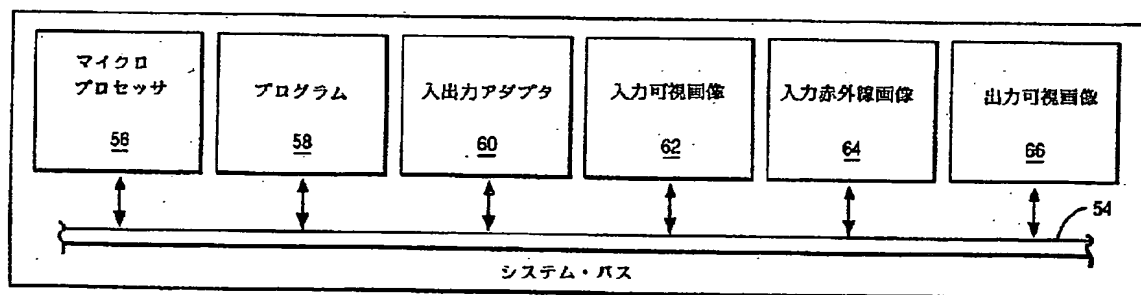 マイクロ
プロセッサ
56
プログラム
58
入出力アダプタ
60
入力可視画像
62
入力赤外線画像
64
出力可視画像
66
54
システム・バス